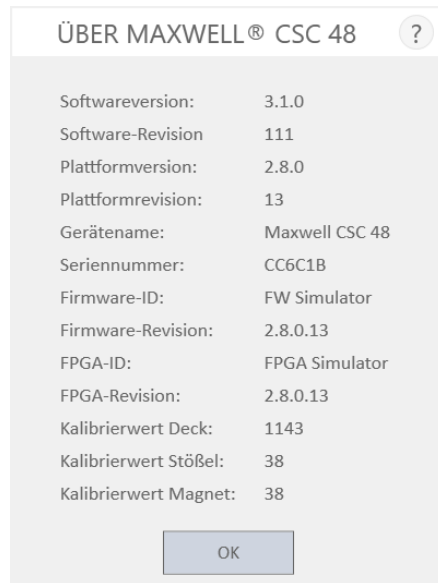 ÜBER MAXWELL® CSC 48 ?
Softwareversion: 3.1.0
Software-Revision 111
Plattformversion: 2.8.0
Plattformrevision: 13
Gerätename: Maxwell CSC 48
Seriennummer: CC6C1B
Firmware-ID: FW Simulator
Firmware-Revision: 2.8.0.13
FPGA-ID: FPGA Simulator
FPGA-Revision: 2.8.0.13
Kalibrierwert Deck: 1143
Kalibrierwert Stößel: 38
Kalibrierwert Magnet: 38
OK